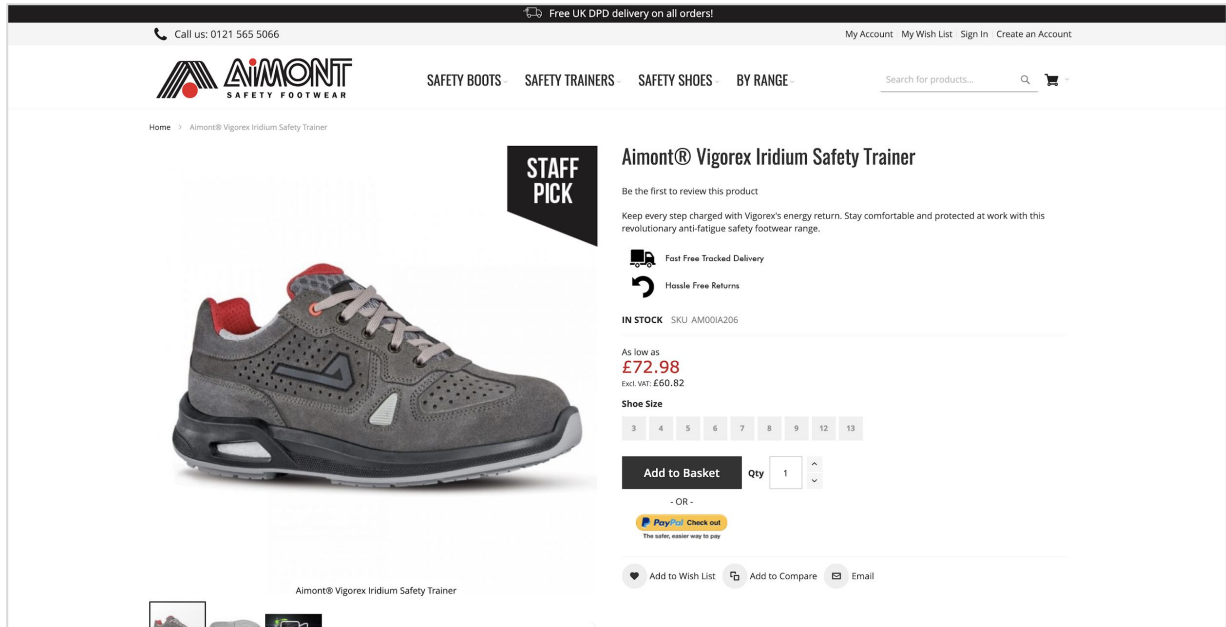 Free UK DPD delivery on all orders!
Call us: 0121 565 5066
My Account My Wish List Sign In Create an Account
AiMONT
SAFETY FOOTWEAR
SAFETY BOOTS SAFETY TRAINERS SAFETY SHOES BY RANGE
Search for products...
Home > Aimont® Vigorex Iridium Safety Trainer
STAFF
PICK
Aimont® Vigorex Iridium Safety Trainer
Be the first to review this product
Keep every step charged with Vigorex's energy return. Stay comfortable and protected at work with this
revolutionary anti-fatigue safety footwear range.
Fast Free Tracked Delivery
Hassle Free Returns
IN STOCK SKU AM00IA206
As low as
£72.98
Excl. VAT: £60.82
Shoe Size
3 4 5 6 7 8 9 12 13
Add to Basket Qty 1
- OR -
PayPal Check out
The safer, easier way to pay
Add to Wish List Add to Compare Email
Aimont® Vigorex Iridium Safety Trainer